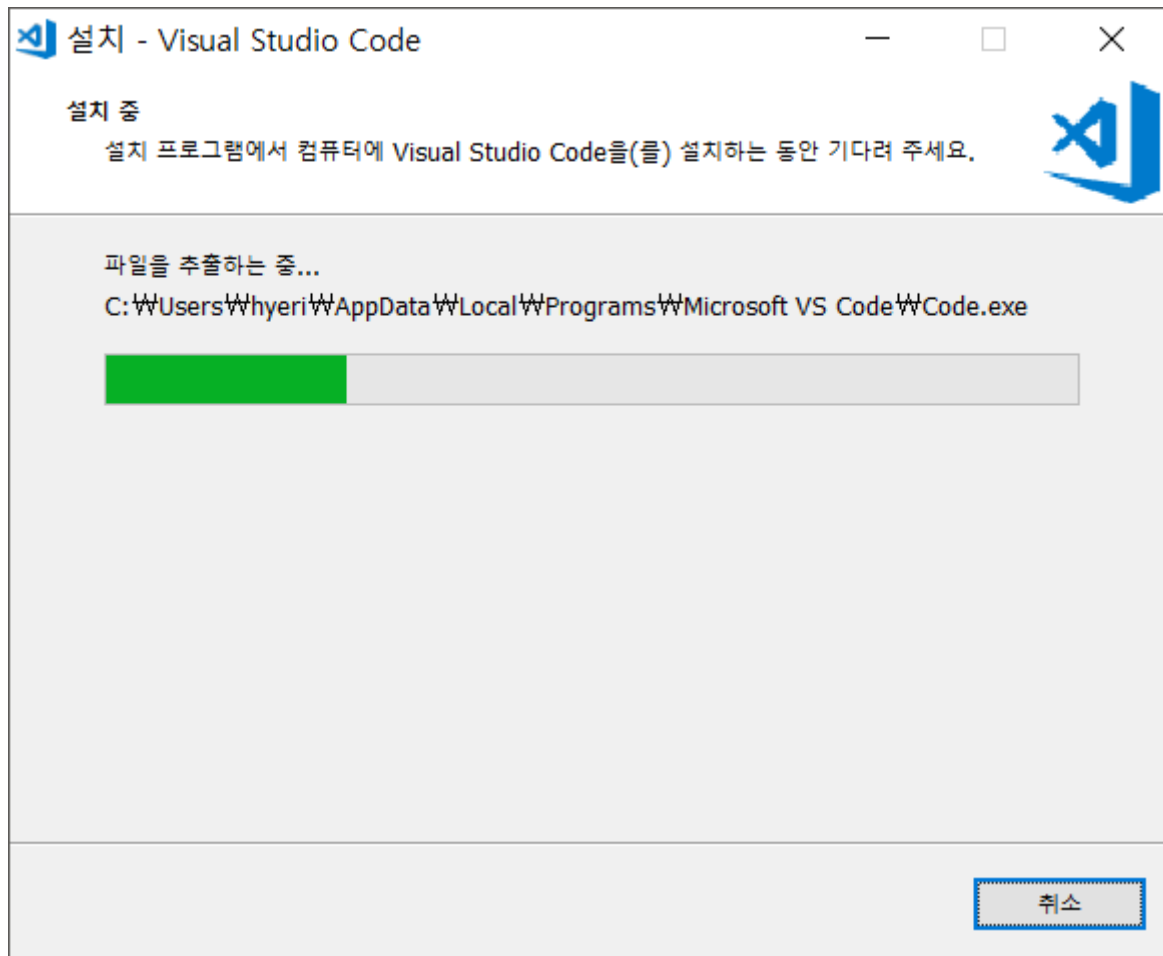 설치 - Visual Studio Code
설치 중
설치 프로그램에서 컴퓨터에 Visual Studio Code을(를) 설치하는 동안 기다려 주세요.
파일을 추출하는 중...
C:₩Users₩hyeri₩AppData₩Local₩Programs₩Microsoft VS Code₩Code.exe
취소